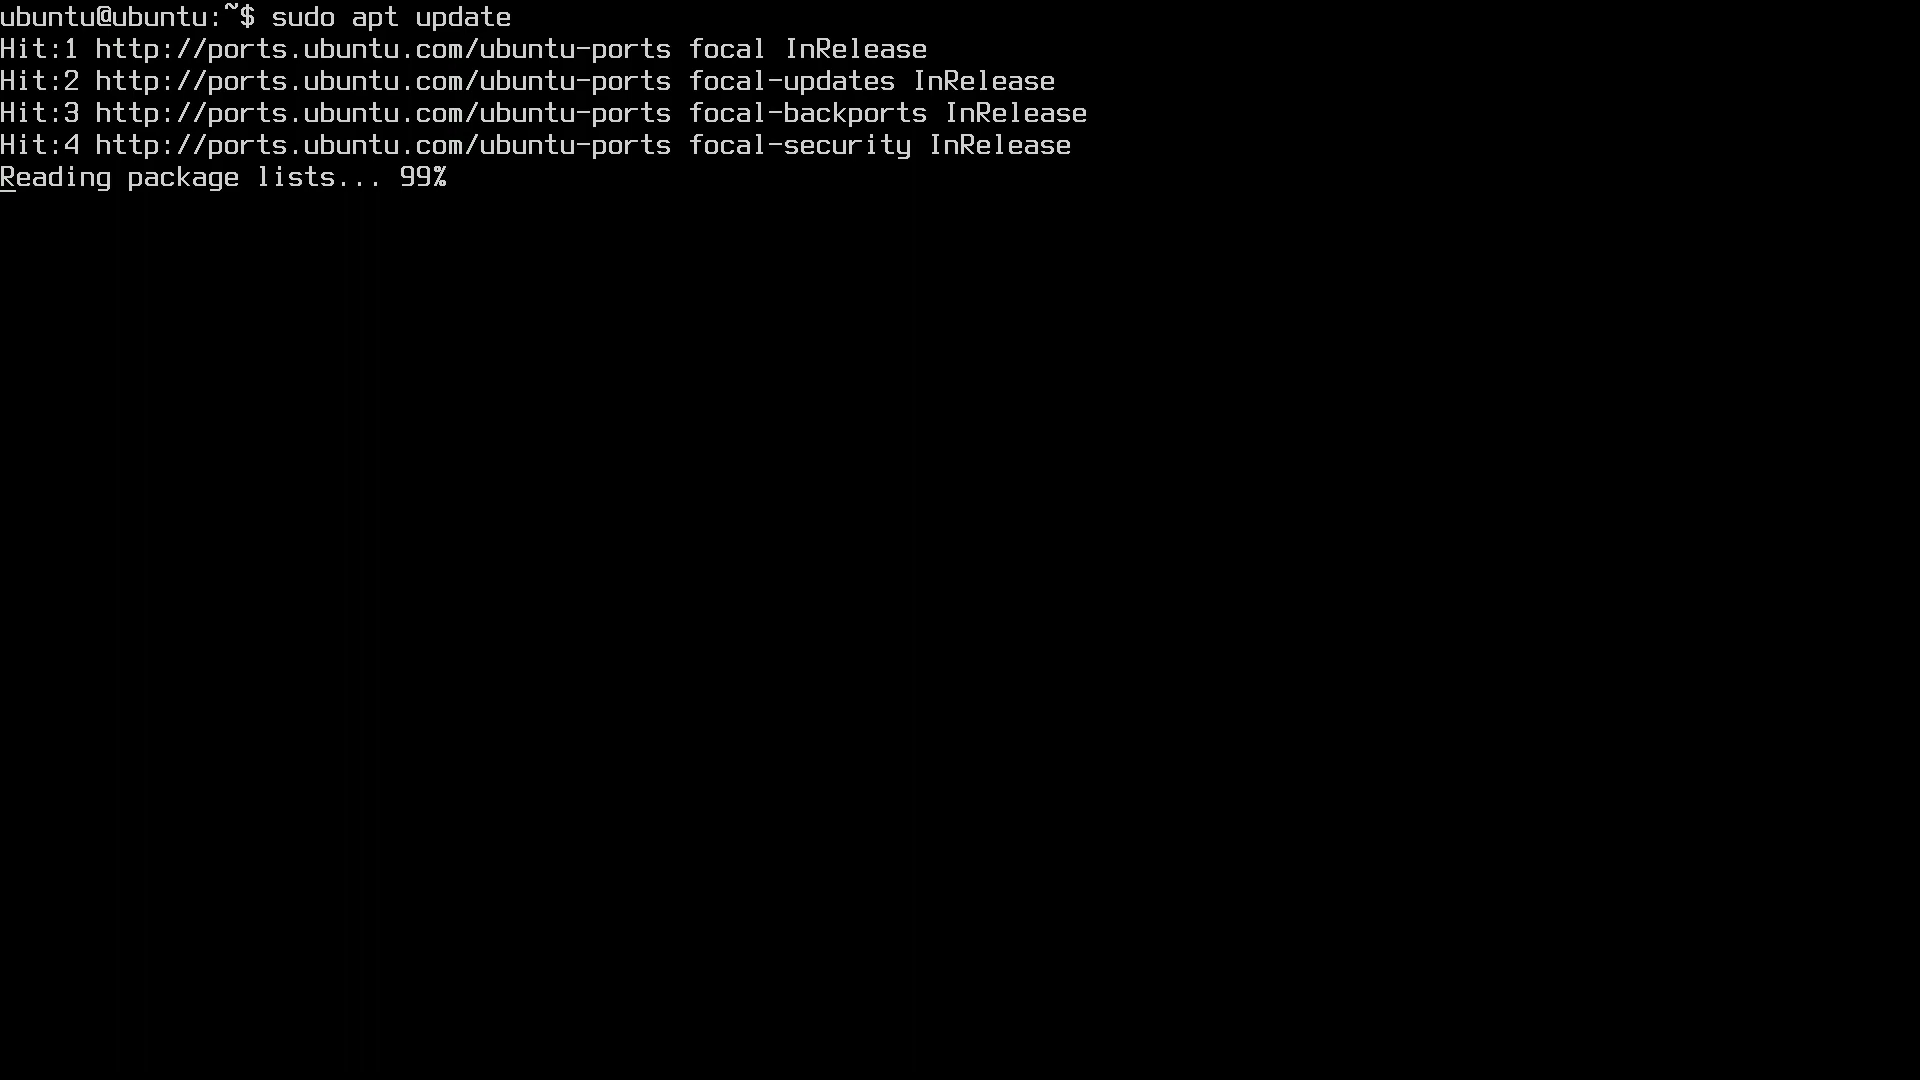 ubuntu@ubuntu:~$ sudo apt update
Hit:1 http://ports.ubuntu.com/ubuntu-ports focal InRelease
Hit:2 http://ports.ubuntu.com/ubuntu-ports focal-updates InRelease
Hit:3 http://ports.ubuntu.com/ubuntu-ports focal-backports InRelease
Hit:4 http://ports.ubuntu.com/ubuntu-ports focal-security InRelease
Reading package lists... 99%